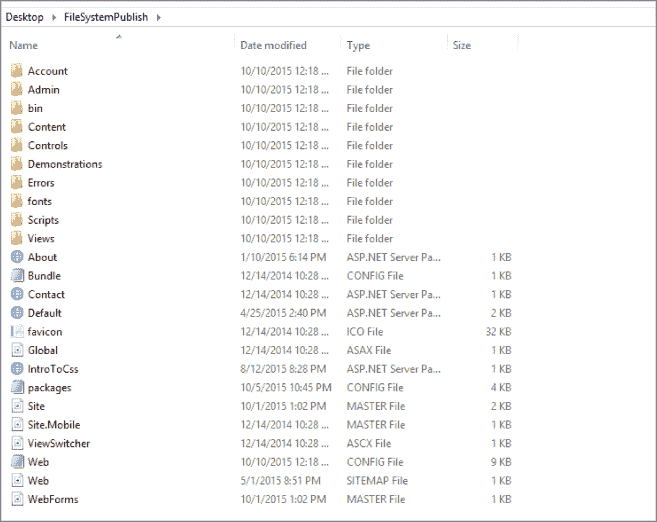 Desktop > FileSystemPublish >
Name Date modified Type Size
Account 10/10/2015 12:18 ... File folder
Admin 10/10/2015 12:18 ... File folder
bin 10/10/2015 12:18 ... File folder
Content 10/10/2015 12:18 ... File folder
Controls 10/10/2015 12:18 ... File folder
Demonstrations 10/10/2015 12:18 ... File folder
Errors 10/10/2015 12:18 ... File folder
fonts 10/10/2015 12:18 ... File folder
Scripts 10/10/2015 12:18 ... File folder
Views 10/10/2015 12:18 ... File folder
About 1/10/2015 6:14 PM ASP.NET Server Pa... 1 KB
Bundle 12/14/2014 10:28 ... CONFIG File 1 KB
Contact 12/14/2014 10:28 ... ASP.NET Server Pa... 1 KB
Default 4/25/2015 2:40 PM ASP.NET Server Pa... 2 KB
favicon 12/14/2014 10:28 ... ICO File 32 KB
Global 12/14/2014 10:28 ... ASAX File 1 KB
IntroToCss 8/12/2015 8:28 PM ASP.NET Server Pa... 1 KB
packages 10/5/2015 10:45 PM CONFIG File 4 KB
Site 10/1/2015 1:02 PM MASTER File 2 KB
Site.Mobile 12/14/2014 10:28 ... MASTER File 1 KB
ViewSwitcher 12/14/2014 10:28 ... ASCX File 1 KB
Web 10/10/2015 12:18 ... CONFIG File 9 KB
Web 5/1/2015 8:51 PM SITEMAP File 1 KB
WebForms 10/1/2015 1:02 PM MASTER File 1 KB